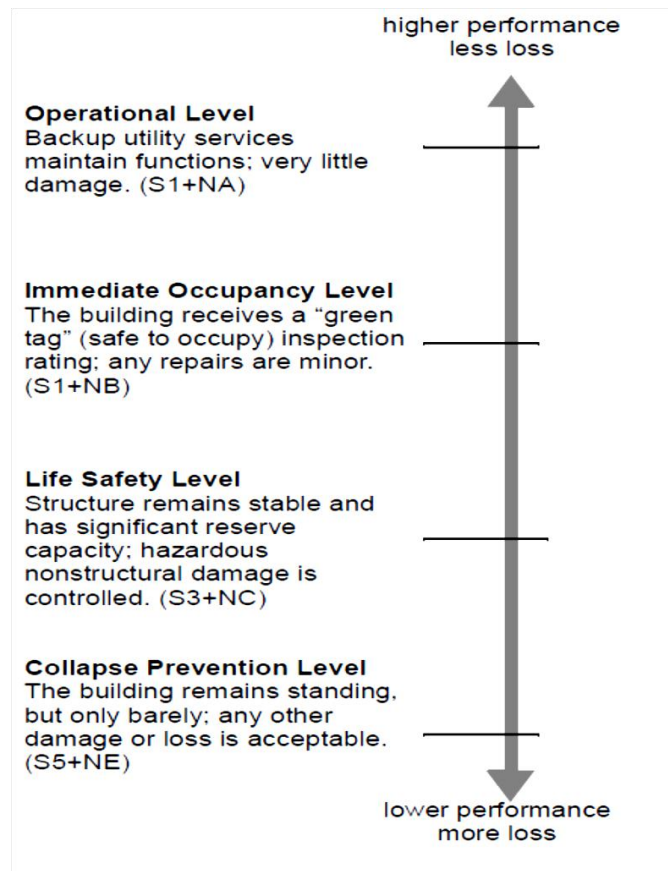 higher performance
less loss
Operational Level
Backup utility services
maintain functions; very little
damage. (S1+NA)
Immediate Occupancy Level
The building receives a “green
tag” (safe to occupy) inspection
rating; any repairs are minor.
(S1+NB)
Life Safety Level
Structure remains stable and
has significant reserve
capacity; hazardous
nonstructural damage is
controlled. (S3+NC)
Collapse Prevention Level
The building remains standing,
but only barely; any other
damage or loss is acceptable.
(S5+NE)
lower performance
more loss